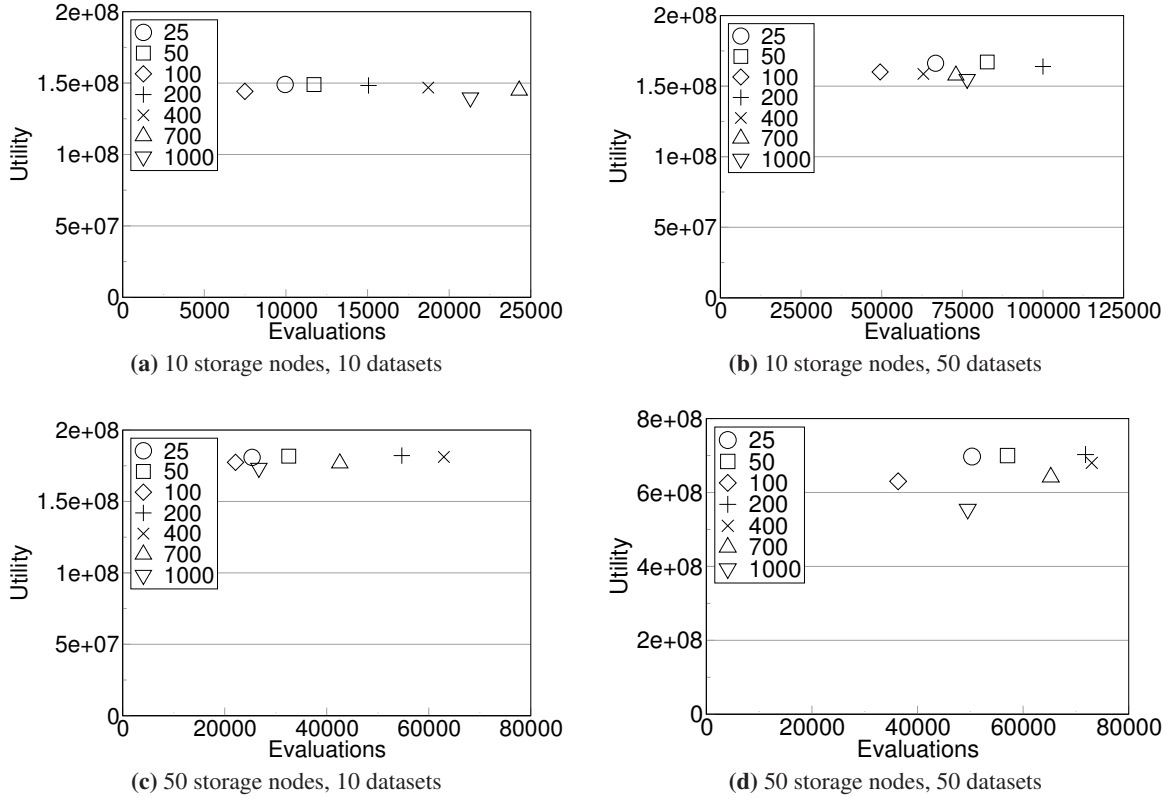 2e+08
1.5e+08
1e+08
5e+07
0
Utility
25
50
100
200
400
700
1000
0 5000 10000 15000 20000 25000
Evaluations
(a) 10 storage nodes, 10 datasets
2e+08
1.5e+08
1e+08
5e+07
0
Utility
25
50
100
200
400
700
1000
0 25000 50000 75000 100000 125000
Evaluations
(b) 10 storage nodes, 50 datasets
2e+08
1.5e+08
1e+08
5e+07
0
Utility
25
50
100
200
400
700
1000
0 20000 40000 60000 80000
Evaluations
(c) 50 storage nodes, 10 datasets
8e+08
6e+08
4e+08
2e+08
0
Utility
25
50
100
200
400
700
1000
0 20000 40000 60000 80000
Evaluations
(d) 50 storage nodes, 50 datasets